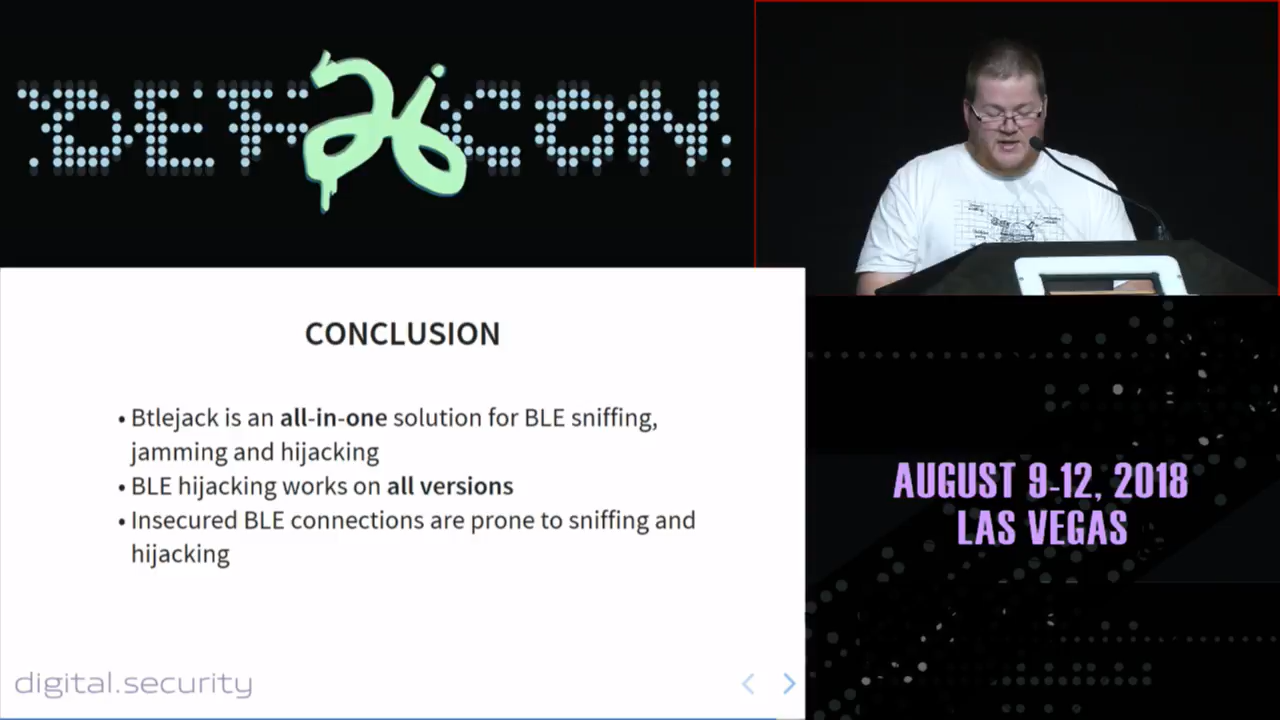 DEF 26 CON
CONCLUSION
• Btlejack is an all-in-one solution for BLE sniffing,
jamming and hijacking
• BLE hijacking works on all versions
• Insecured BLE connections are prone to sniffing and
hijacking
digital.security
AUGUST 9-12, 2018
LAS VEGAS